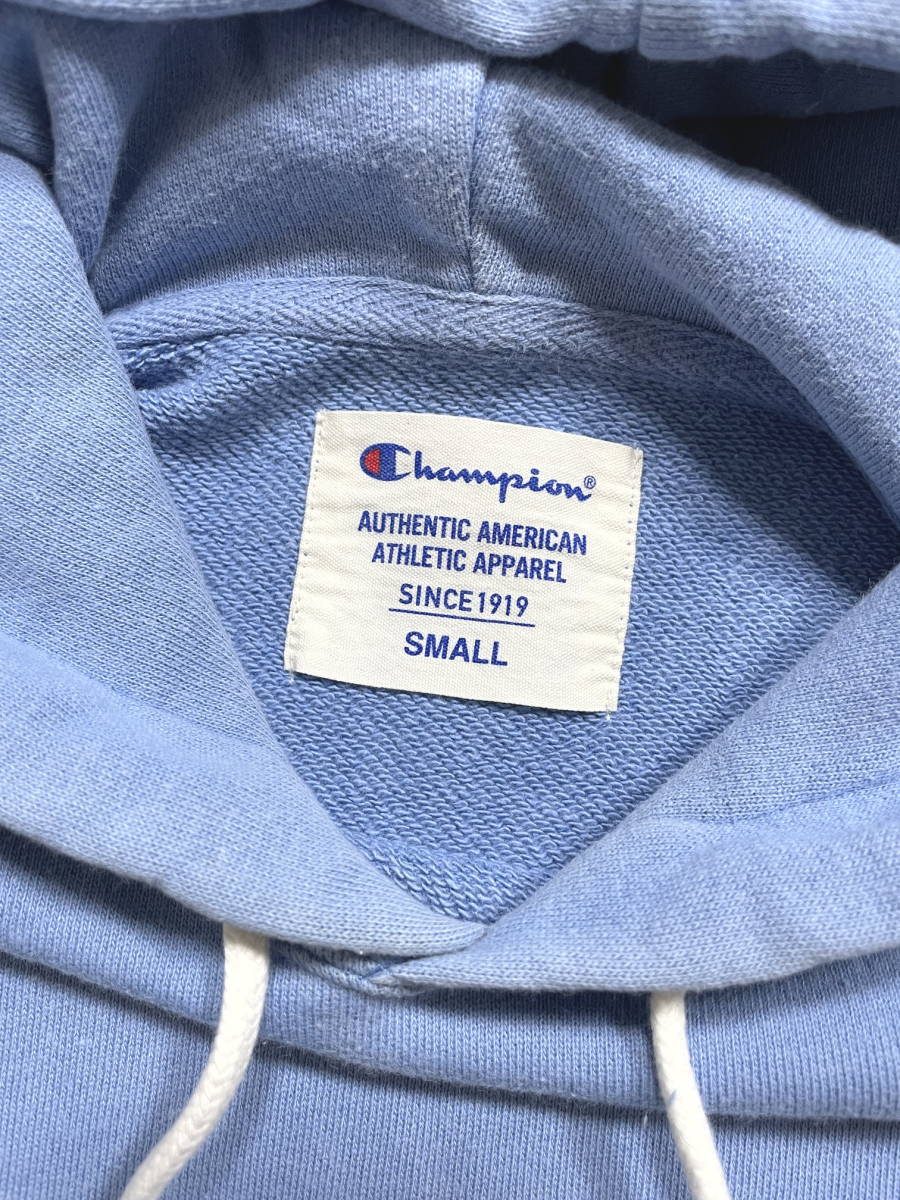 Champion®
AUTHENTIC AMERICAN
ATHLETIC APPAREL
SINCE 1919
SMALL